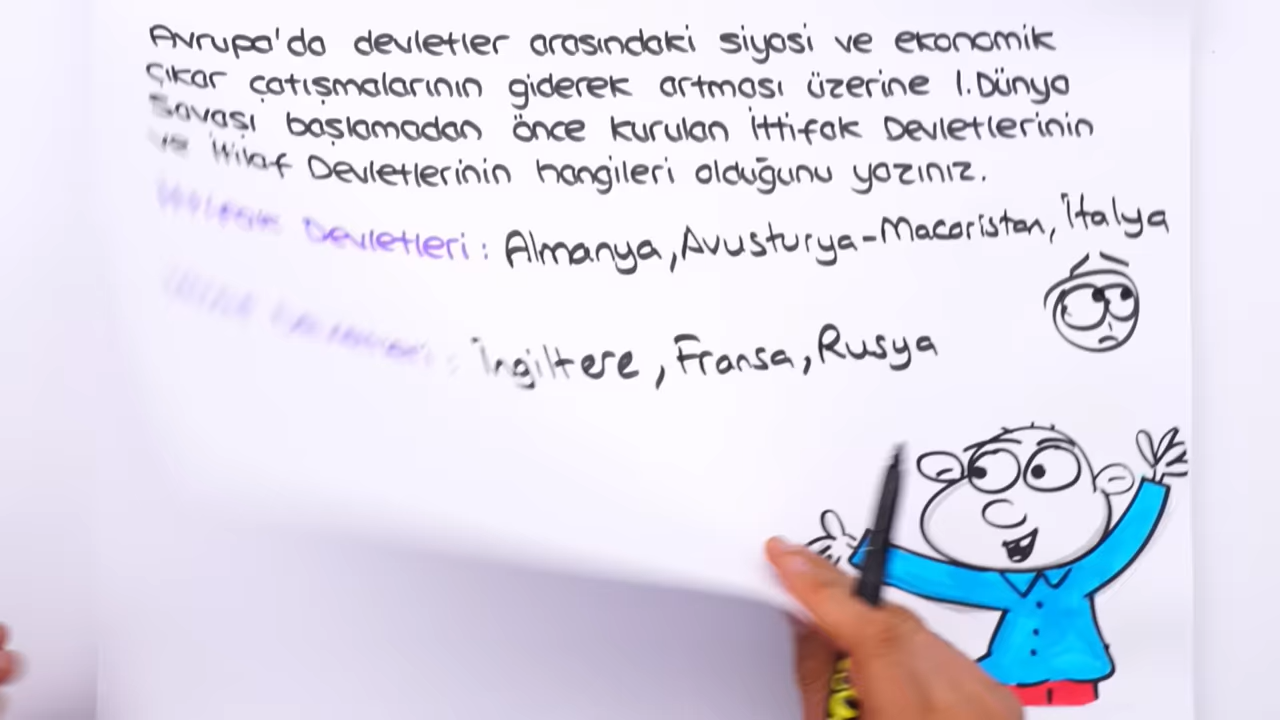 Avrupa'da devletler arasındaki siyasi ve ekonomik
çıkar çatışmalarının giderek artması üzerine I. Dünya
Savaşı başlamadan önce kurulan İttifak Devletlerinin
ve İtilaf Devletlerinin hangileri olduğunu yazınız.
İttifak Devletleri : Almanya, Avusturya-Macaristan, İtalya
: İngiltere, Fransa, Rusya